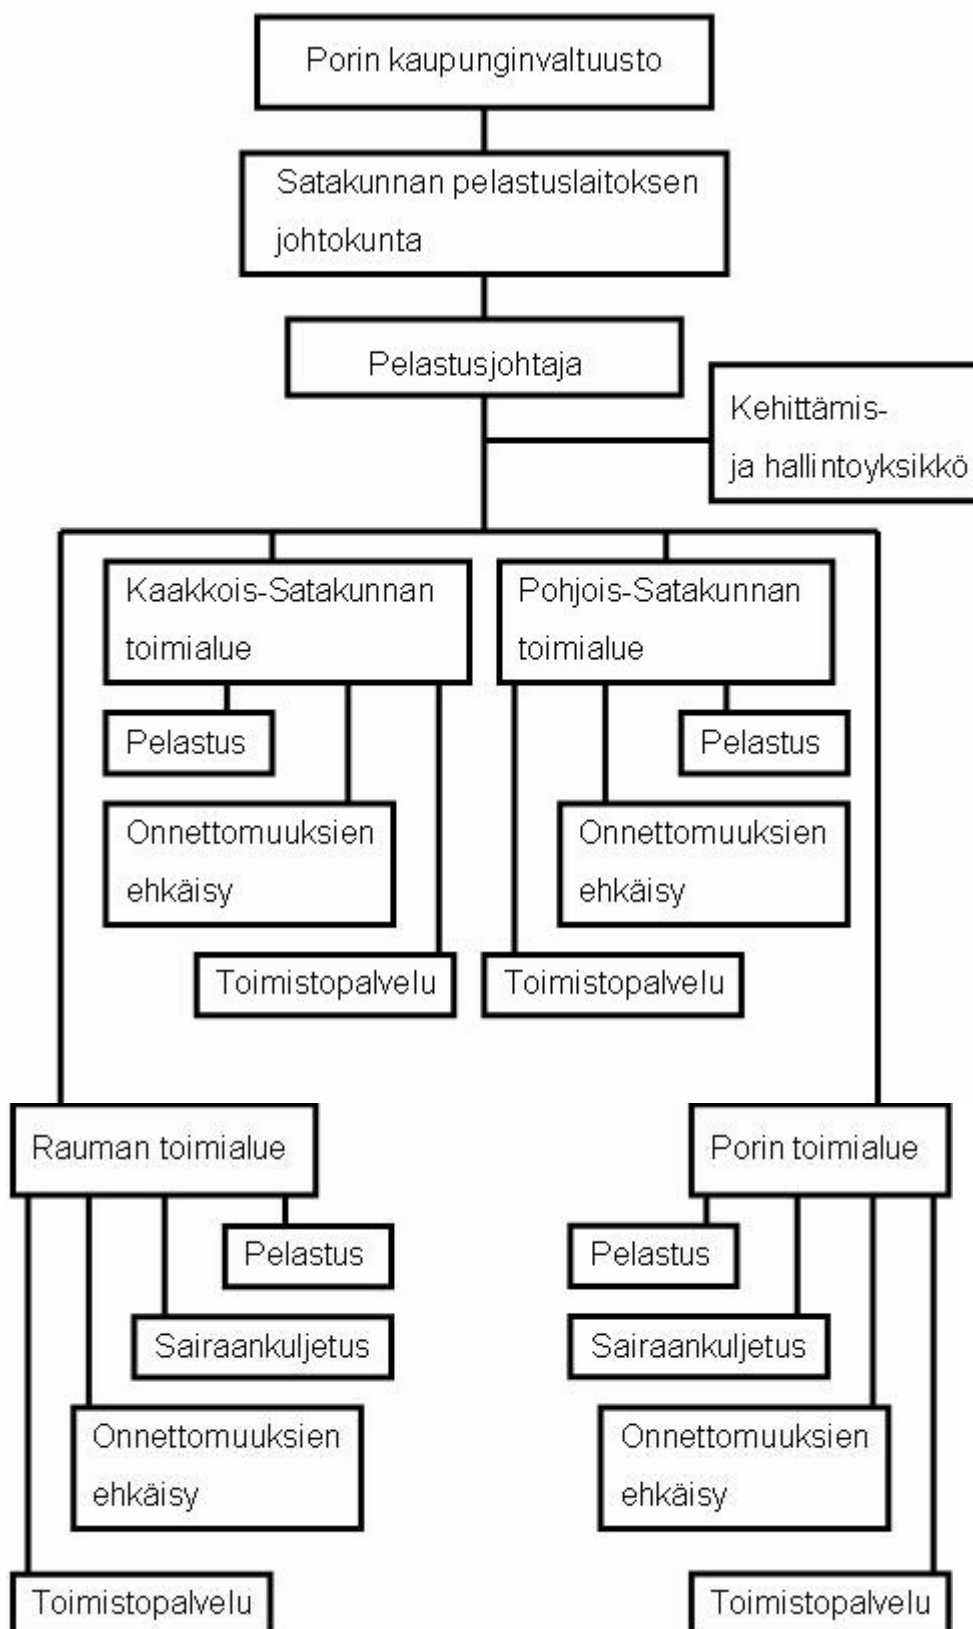 Porin kaupunginvaltuusto
Satakunnan pelastuslaitoksen
johtokunta
Pelastusjohtaja
Kehittämis-
ja hallintoyksikkö
Kaakkois-Satakunnan
toimialue
Pohjois-Satakunnan
toimialue
Pelastus
Pelastus
Onnettomuuksien
ehkäisy
Onnettomuuksien
ehkäisy
Toimistopalvelu
Toimistopalvelu
Rauman toimialue
Porin toimialue
Pelastus
Pelastus
Sairaankuljetus
Sairaankuljetus
Onnettomuuksien
ehkäisy
Onnettomuuksien
ehkäisy
Toimistopalvelu
Toimistopalvelu